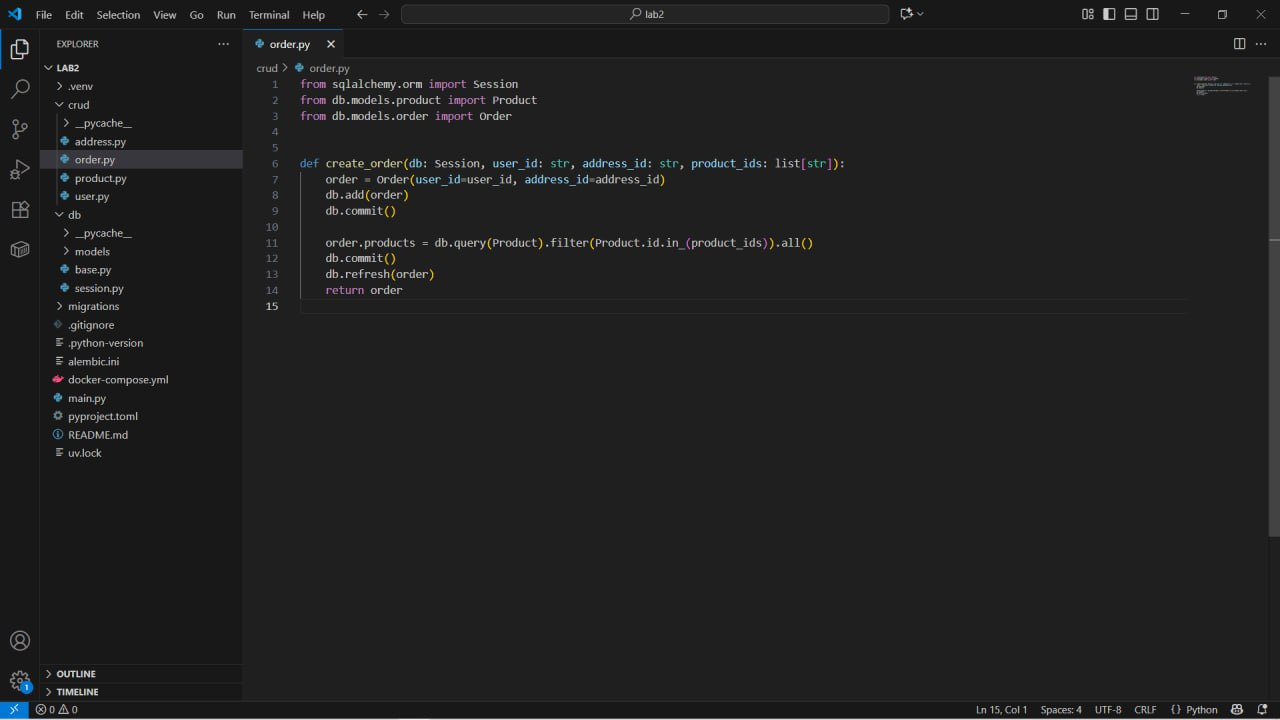 File Edit Selection View Go Run Terminal Help
lab2
EXPLORER
LAB2
.venv
crud
__pycache__
address.py
order.py
product.py
user.py
db
__pycache__
models
base.py
session.py
migrations
.gitignore
.python-version
alembic.ini
docker-compose.yml
main.py
pyproject.toml
README.md
uv.lock
OUTLINE
TIMELINE
order.py
crud > order.py
1 from sqlalchemy.orm import Session
2 from db.models.product import Product
3 from db.models.order import Order
4
5
6 def create_order(db: Session, user_id: str, address_id: str, product_ids: list[str]):
7     order = Order(user_id=user_id, address_id=address_id)
8     db.add(order)
9     db.commit()
10
11     order.products = db.query(Product).filter(Product.id.in_(product_ids)).all()
12     db.commit()
13     db.refresh(order)
14     return order
15
1
0 0
Ln 15, Col 1 Spaces: 4 UTF-8 CRLF {} Python